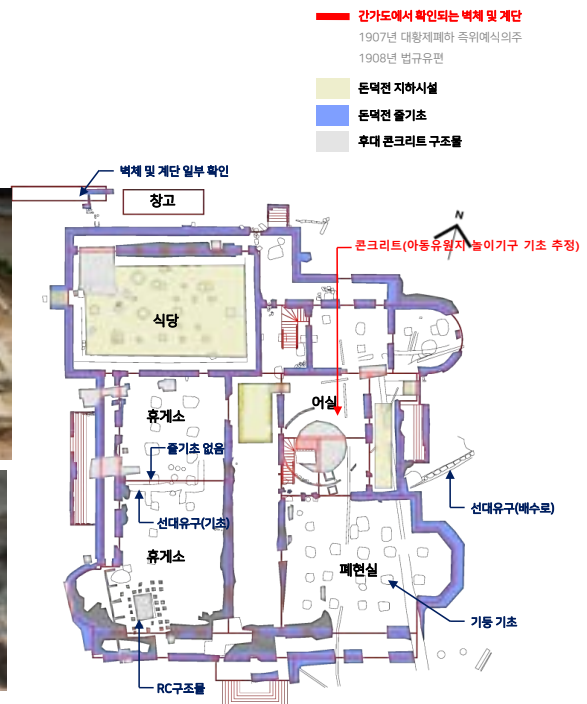 간가도에서 확인되는 벽체 및 계단
1907년 대황제폐하 즉위예식의주
1908년 법규유편
돈덕전 지하시설
돈덕전 줄기초
후대 콘크리트 구조물
벽체 및 계단 일부 확인
창고
N
콘크리트(아동유원지 놀이기구 기초 추정)
식당
어실
휴게소
줄기초 없음
선대유구(기초)
선대유구(배수로)
휴게소
폐현실
기둥 기초
RC구조물